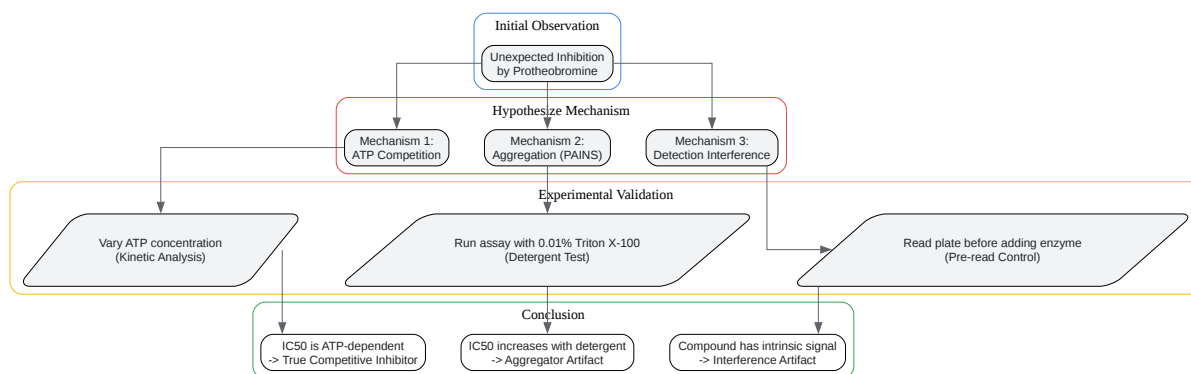 Initial Observation
Unexpected Inhibition
by Protheobromine
Hypothesize Mechanism
Mechanism 1:
ATP Competition
Mechanism 2:
Aggregation (PAINS)
Mechanism 3:
Detection Interference
Experimental Validation
Vary ATP concentration
(Kinetic Analysis)
Run assay with 0.01% Triton X-100
(Detergent Test)
Read plate before adding enzyme
(Pre-read Control)
Conclusion
IC50 is ATP-dependent
-> True Competitive Inhibitor
IC50 increases with detergent
-> Aggregator Artifact
Compound has intrinsic signal
-> Interference Artifact